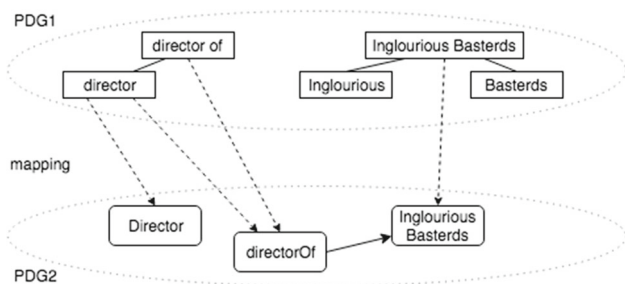 PDG1
director of
Inglourious Basterds
director
Inglourious
Basterds
mapping
Director
Inglourious
Basterds
directorOf
PDG2